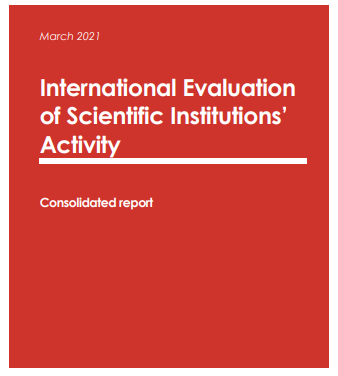 March 2021
International Evaluation
of Scientific Institutions’
Activity
Consolidated report